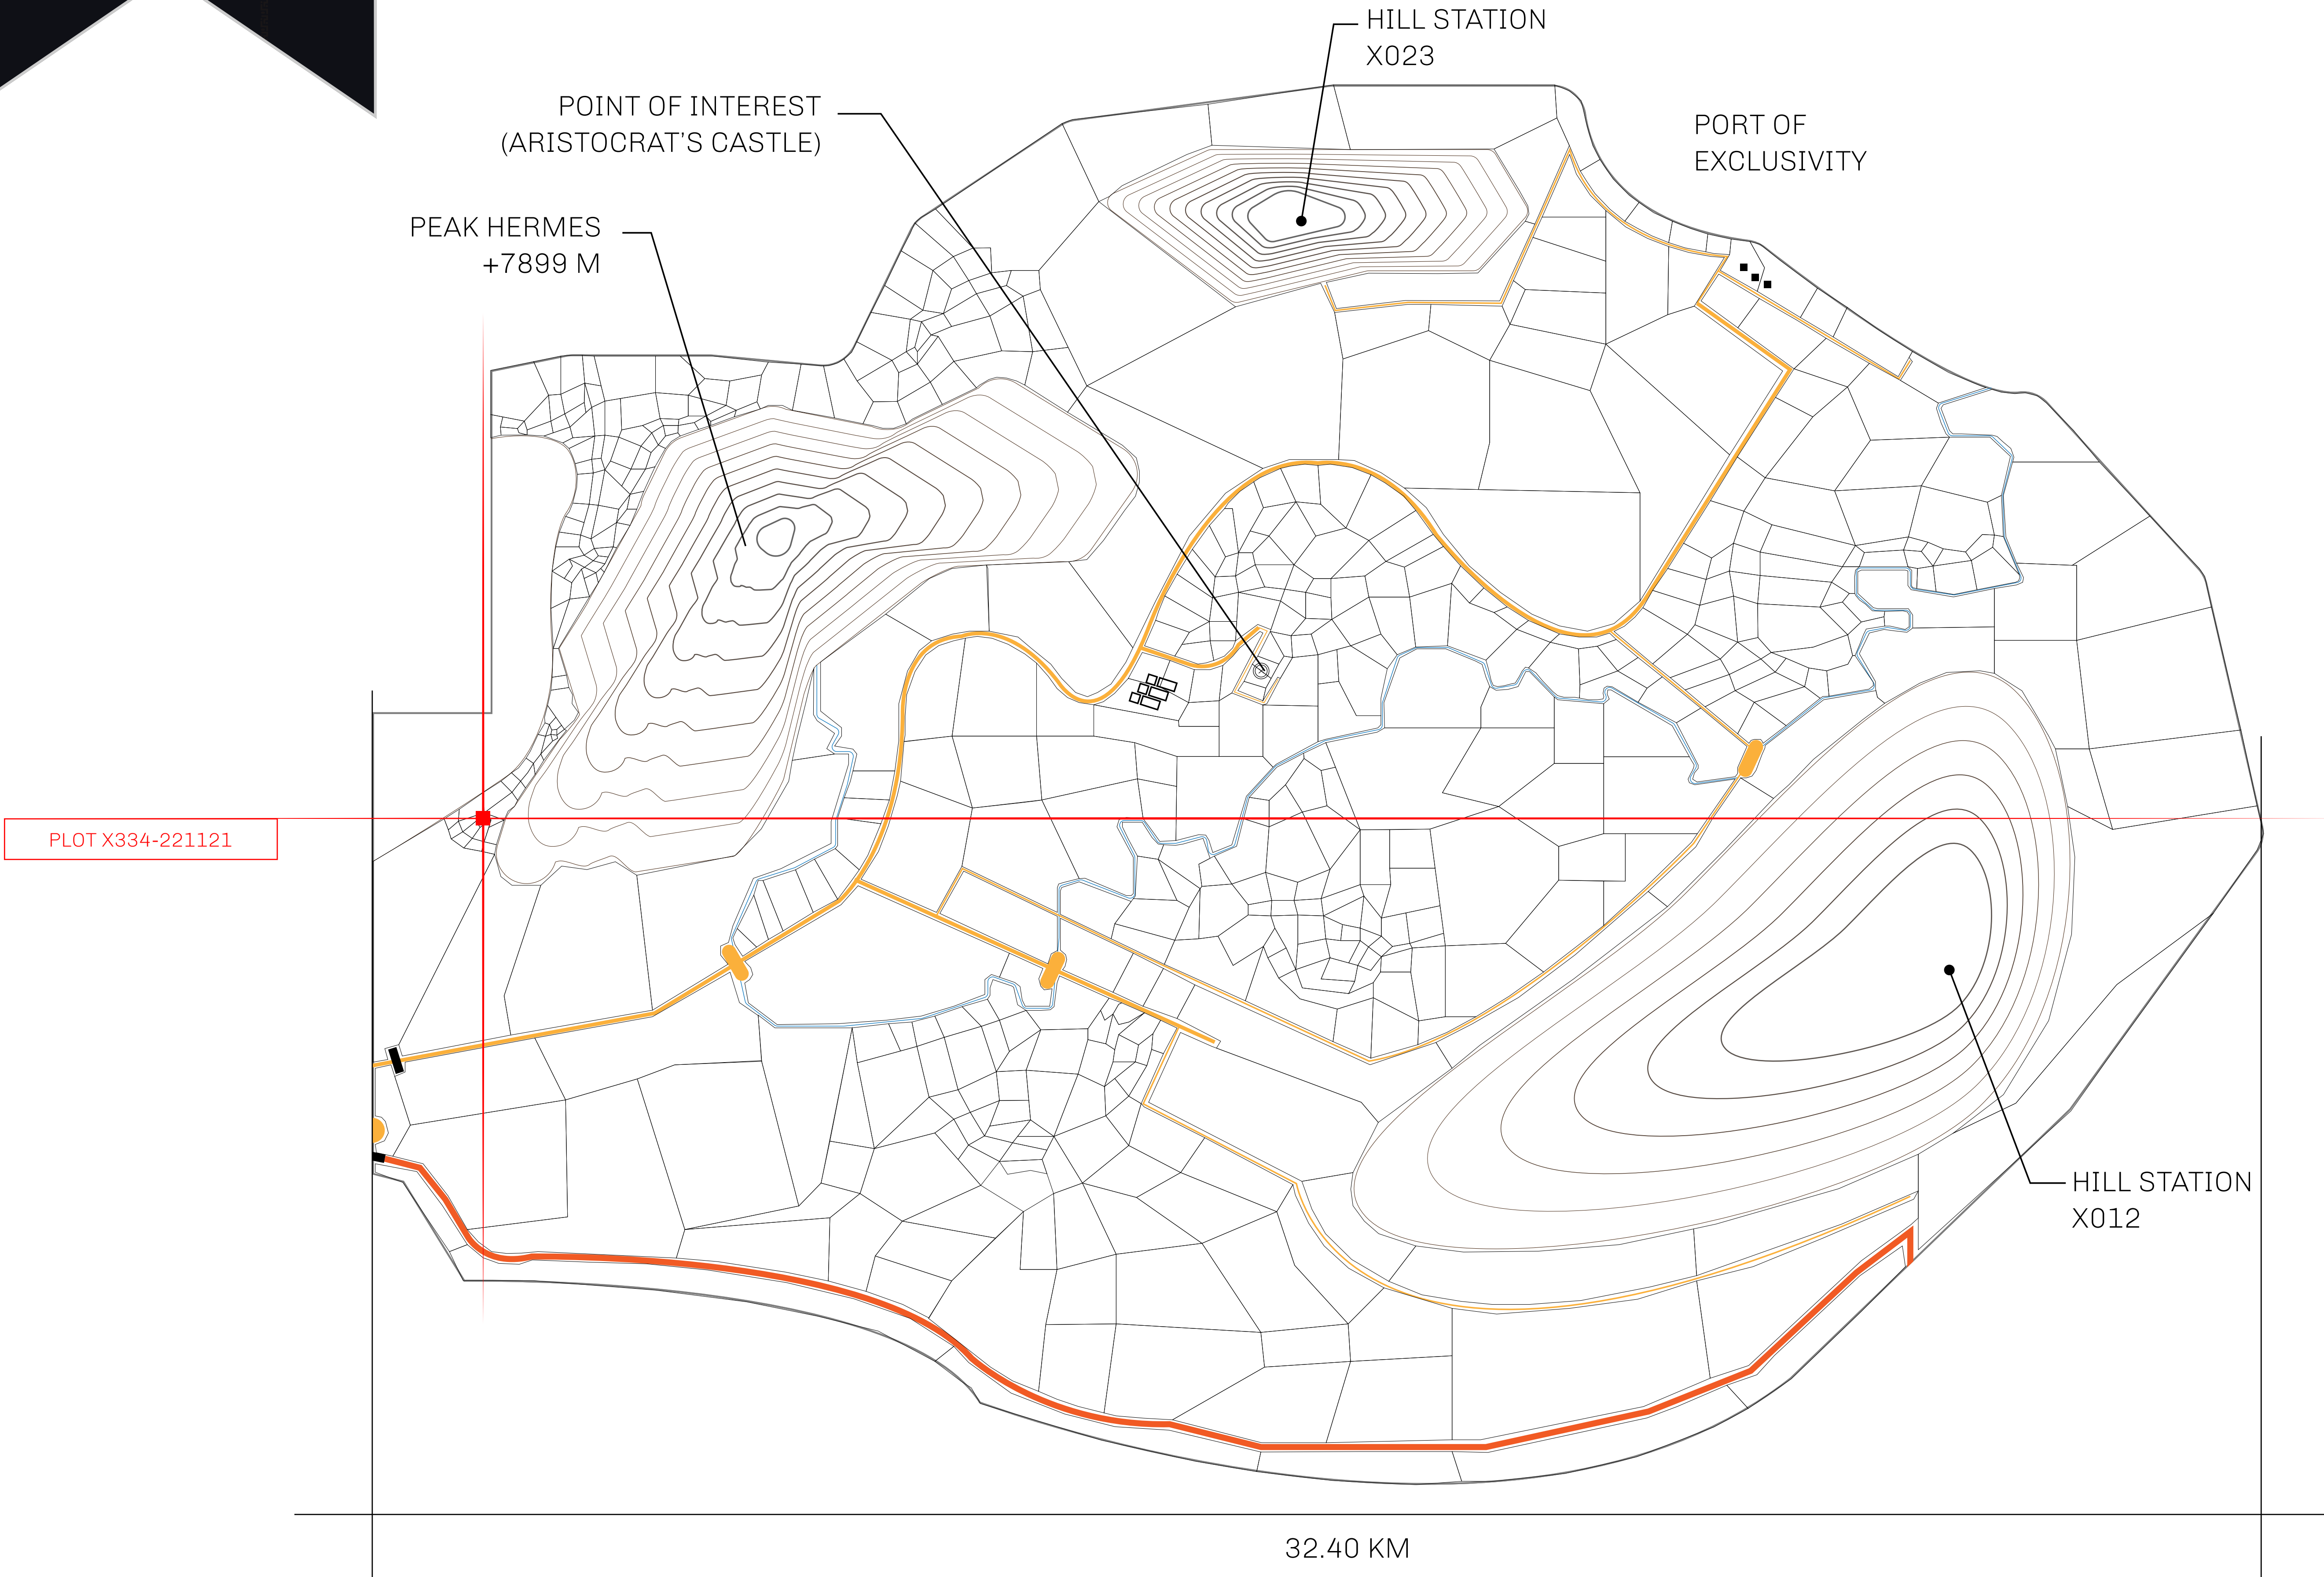 HILL STATION
X023
POINT OF INTEREST
(ARISTOCRAT'S CASTLE)
PORT OF
EXCLUSIVITY
PEAK HERMES
+7899 M
PLOT X334-221121
HILL STATION
X012
32.40 KM